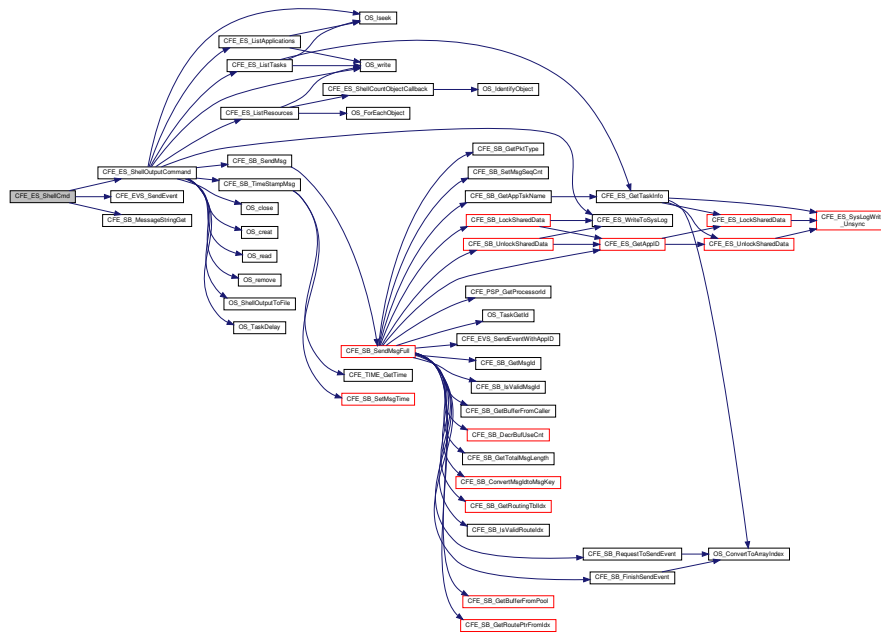 OS_lseek
CFE_ES_ListApplications
CFE_ES_ListTasks
OS_write
CFE_ES_ShellCountObjectCallback
OS_IdentifyObject
CFE_ES_ListResources
OS_ForEachObject
CFE_SB_GetPktType
CFE_ES_ShellOutputCommand
CFE_SB_SendMsg
CFE_SB_SetMsgSeqCnt
CFE_SB_TimeStampMsg
CFE_ES_ShellCmd
CFE_EVS_SendEvent
CFE_SB_GetAppTskName
CFE_ES_GetTaskInfo
OS_close
CFE_SB_MessageStringGet
CFE_SB_LockSharedData
CFE_ES_WriteToSysLog
CFE_ES_LockSharedData
CFE_ES_SysLogWrite
_Unsync
OS_creat
CFE_SB_UnlockSharedData
CFE_ES_GetAppID
CFE_ES_UnlockSharedData
OS_read
OS_remove
CFE_PSP_GetProcessorId
OS_ShellOutputToFile
OS_TaskGetId
OS_TaskDelay
CFE_EVS_SendEventWithAppID
CFE_SB_SendMsgFull
CFE_SB_GetMsgId
CFE_TIME_GetTime
CFE_SB_IsValidMsgId
CFE_SB_SetMsgTime
CFE_SB_GetBufferFromCaller
CFE_SB_DecrBufUseCnt
CFE_SB_GetTotalMsgLength
CFE_SB_ConvertMsgIdtoMsgKey
CFE_SB_GetRoutingTblIdx
CFE_SB_IsValidRouteIdx
CFE_SB_RequestToSendEvent
OS_ConvertToArrayIndex
CFE_SB_FinishSendEvent
CFE_SB_GetBufferFromPool
CFE_SB_GetRoutePtrFromIdx